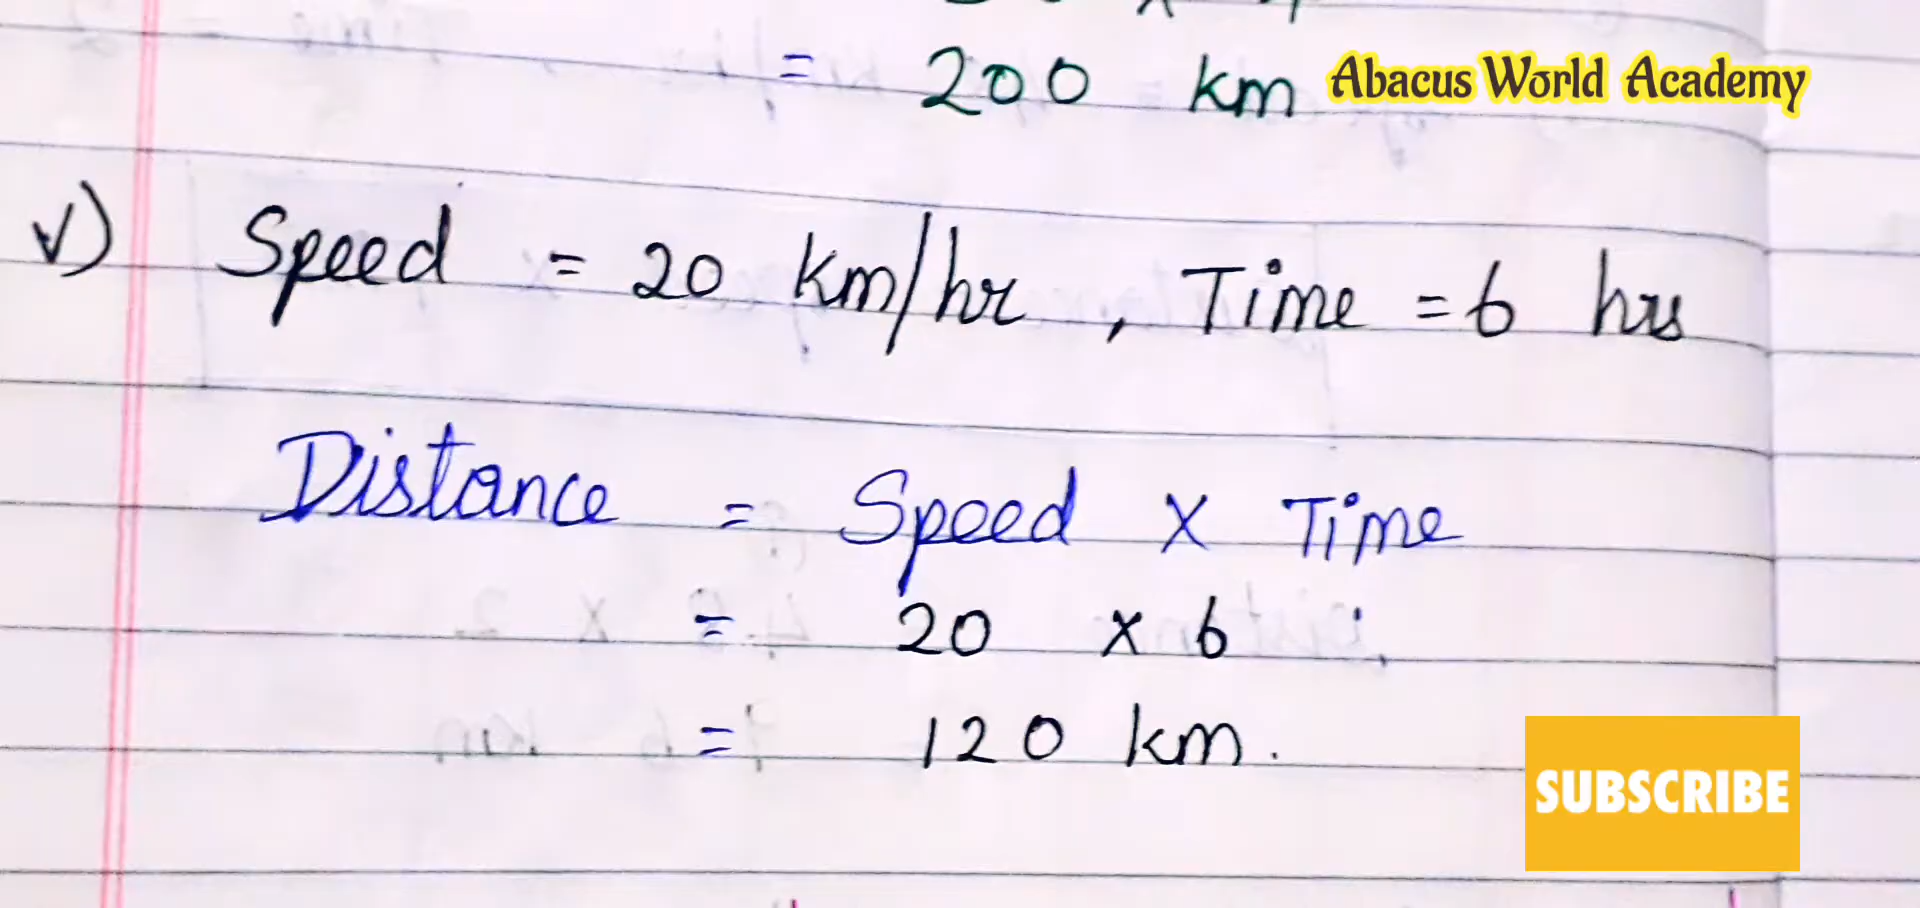 = 200 km
Abacus World Academy
v) Speed = 20 km/hr, Time = 6 hrs
Distance = Speed x Time
= 20 x 6
= 120 km.
SUBSCRIBE